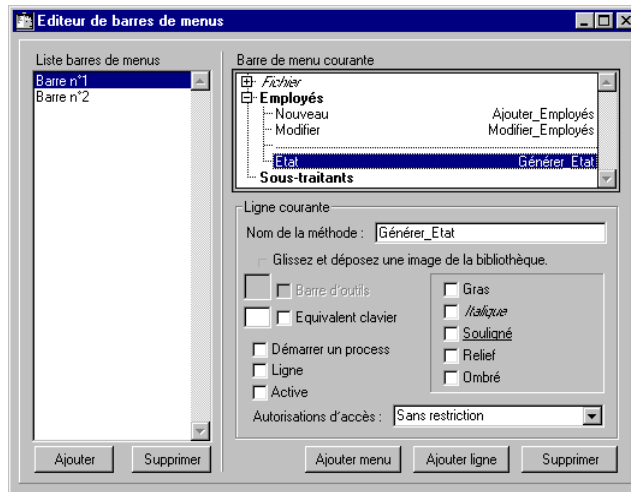 Editeur de barres de menus
Liste barres de menus
Barre n°1
Barre n°2
Ajouter
Supprimer
Barre de menu courante
Fichier
Employés
Nouveau Ajouter_Employés
Modifier Modifier_Employés
Etat Générer_Etat
Sous-traitants
Ligne courante
Nom de la méthode : Générer_Etat
Glissez et déposez une image de la bibliothèque.
Barre d'outils
Equivalent clavier
Démarrer un process
Ligne
Active
Gras
Italique
Souligné
Relief
Ombré
Autorisations d'accès : Sans restriction
Ajouter menu
Ajouter ligne
Supprimer